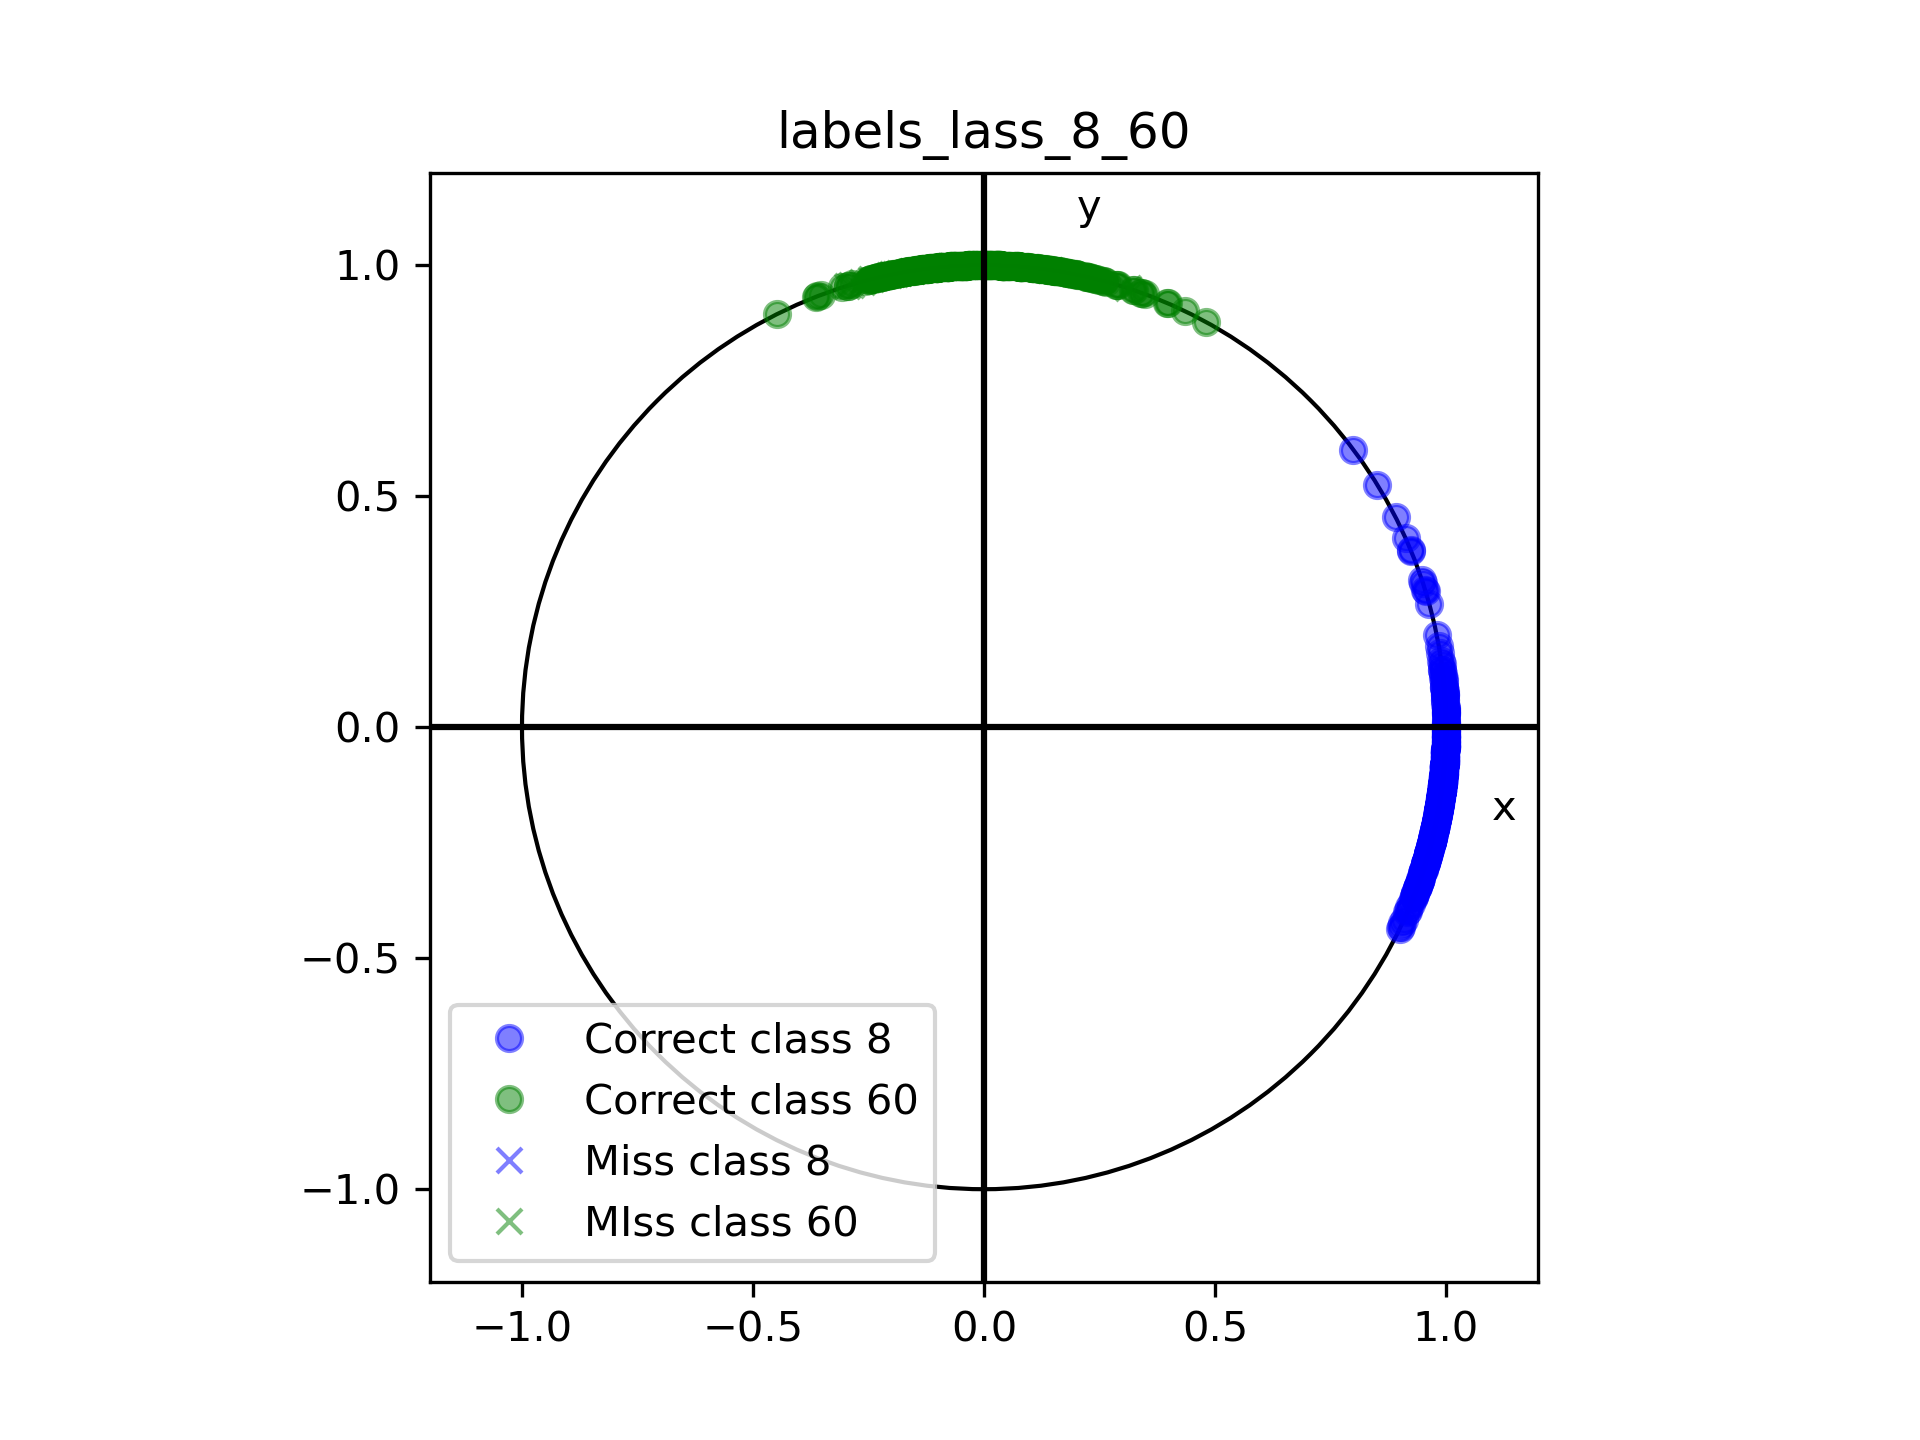 labels_lass_8_60
y
1.0
0.5
0.0
x
−0.5
−1.0
Correct class 8
Correct class 60
Miss class 8
MIss class 60
−1.0 −0.5 0.0 0.5 1.0